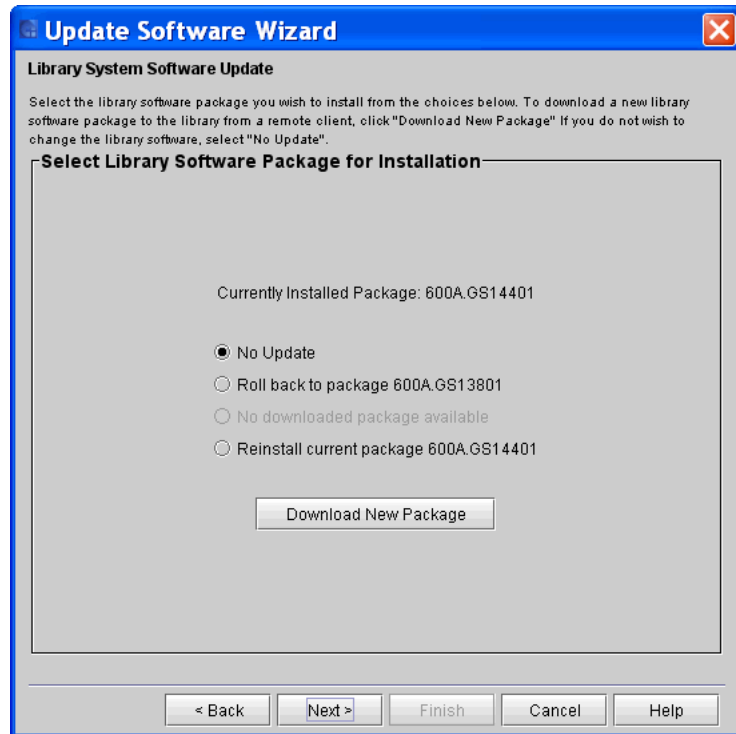 Update Software Wizard
Library System Software Update
Select the library software package you wish to install from the choices below. To download a new library
software package to the library from a remote client, click "Download New Package" If you do not wish to
change the library software, select "No Update".
Select Library Software Package for Installation
Currently Installed Package: 600A.GS14401
No Update
Roll back to package 600A.GS13801
No downloaded package available
Reinstall current package 600A.GS14401
Download New Package
< Back Next > Finish Cancel Help